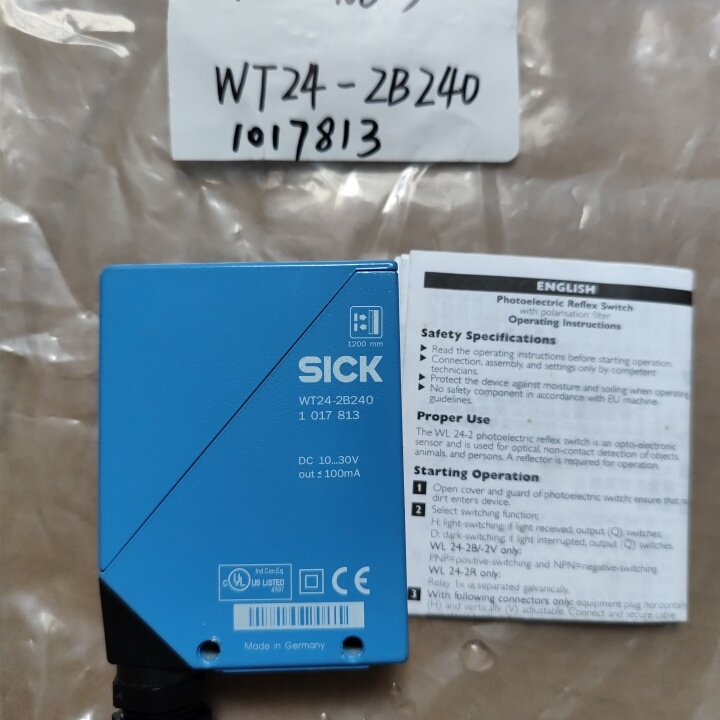 WT24-2B240
1017813
1200 mm
SICK
WT24-2B240
1 017 813
DC 10...30V
out ≤ 100mA
Ind.Con.Eq
C UL US LISTED
4R97
CE
Made in Germany
ENGLISH
Photoelectric Reflex Switch
with polarisation filter
Operating Instructions
Safety Specifications
Read the operating instructions before starting operation.
Connection, assembly, and settings only by competent
technicians.
Protect the device against moisture and soiling when operating
No safety component in accordance with EU machine
guidelines.
Proper Use
The WL 24-2 photoelectric reflex switch is an opto-electronic
sensor and is used for optical, non-contact detection of objects,
animals, and persons. A reflector is required for operation.
Starting Operation
1 Open cover and guard of photoelectric switch: ensure that
dirt enters device.
2 Select switching function:
H: light-switching; if light received, output (Q) switches;
D: dark-switching; if light interrupted, output (Q) switches.
WL 24-2B/-2V only:
PNP=positive-switching and NPN=negative-switching
WL 24-2R only:
Relay 1x u separated galvanically.
3 With following connectors only: equipment plug horizontal
(H) and vertically (V) adjustable. Connect and secure cable